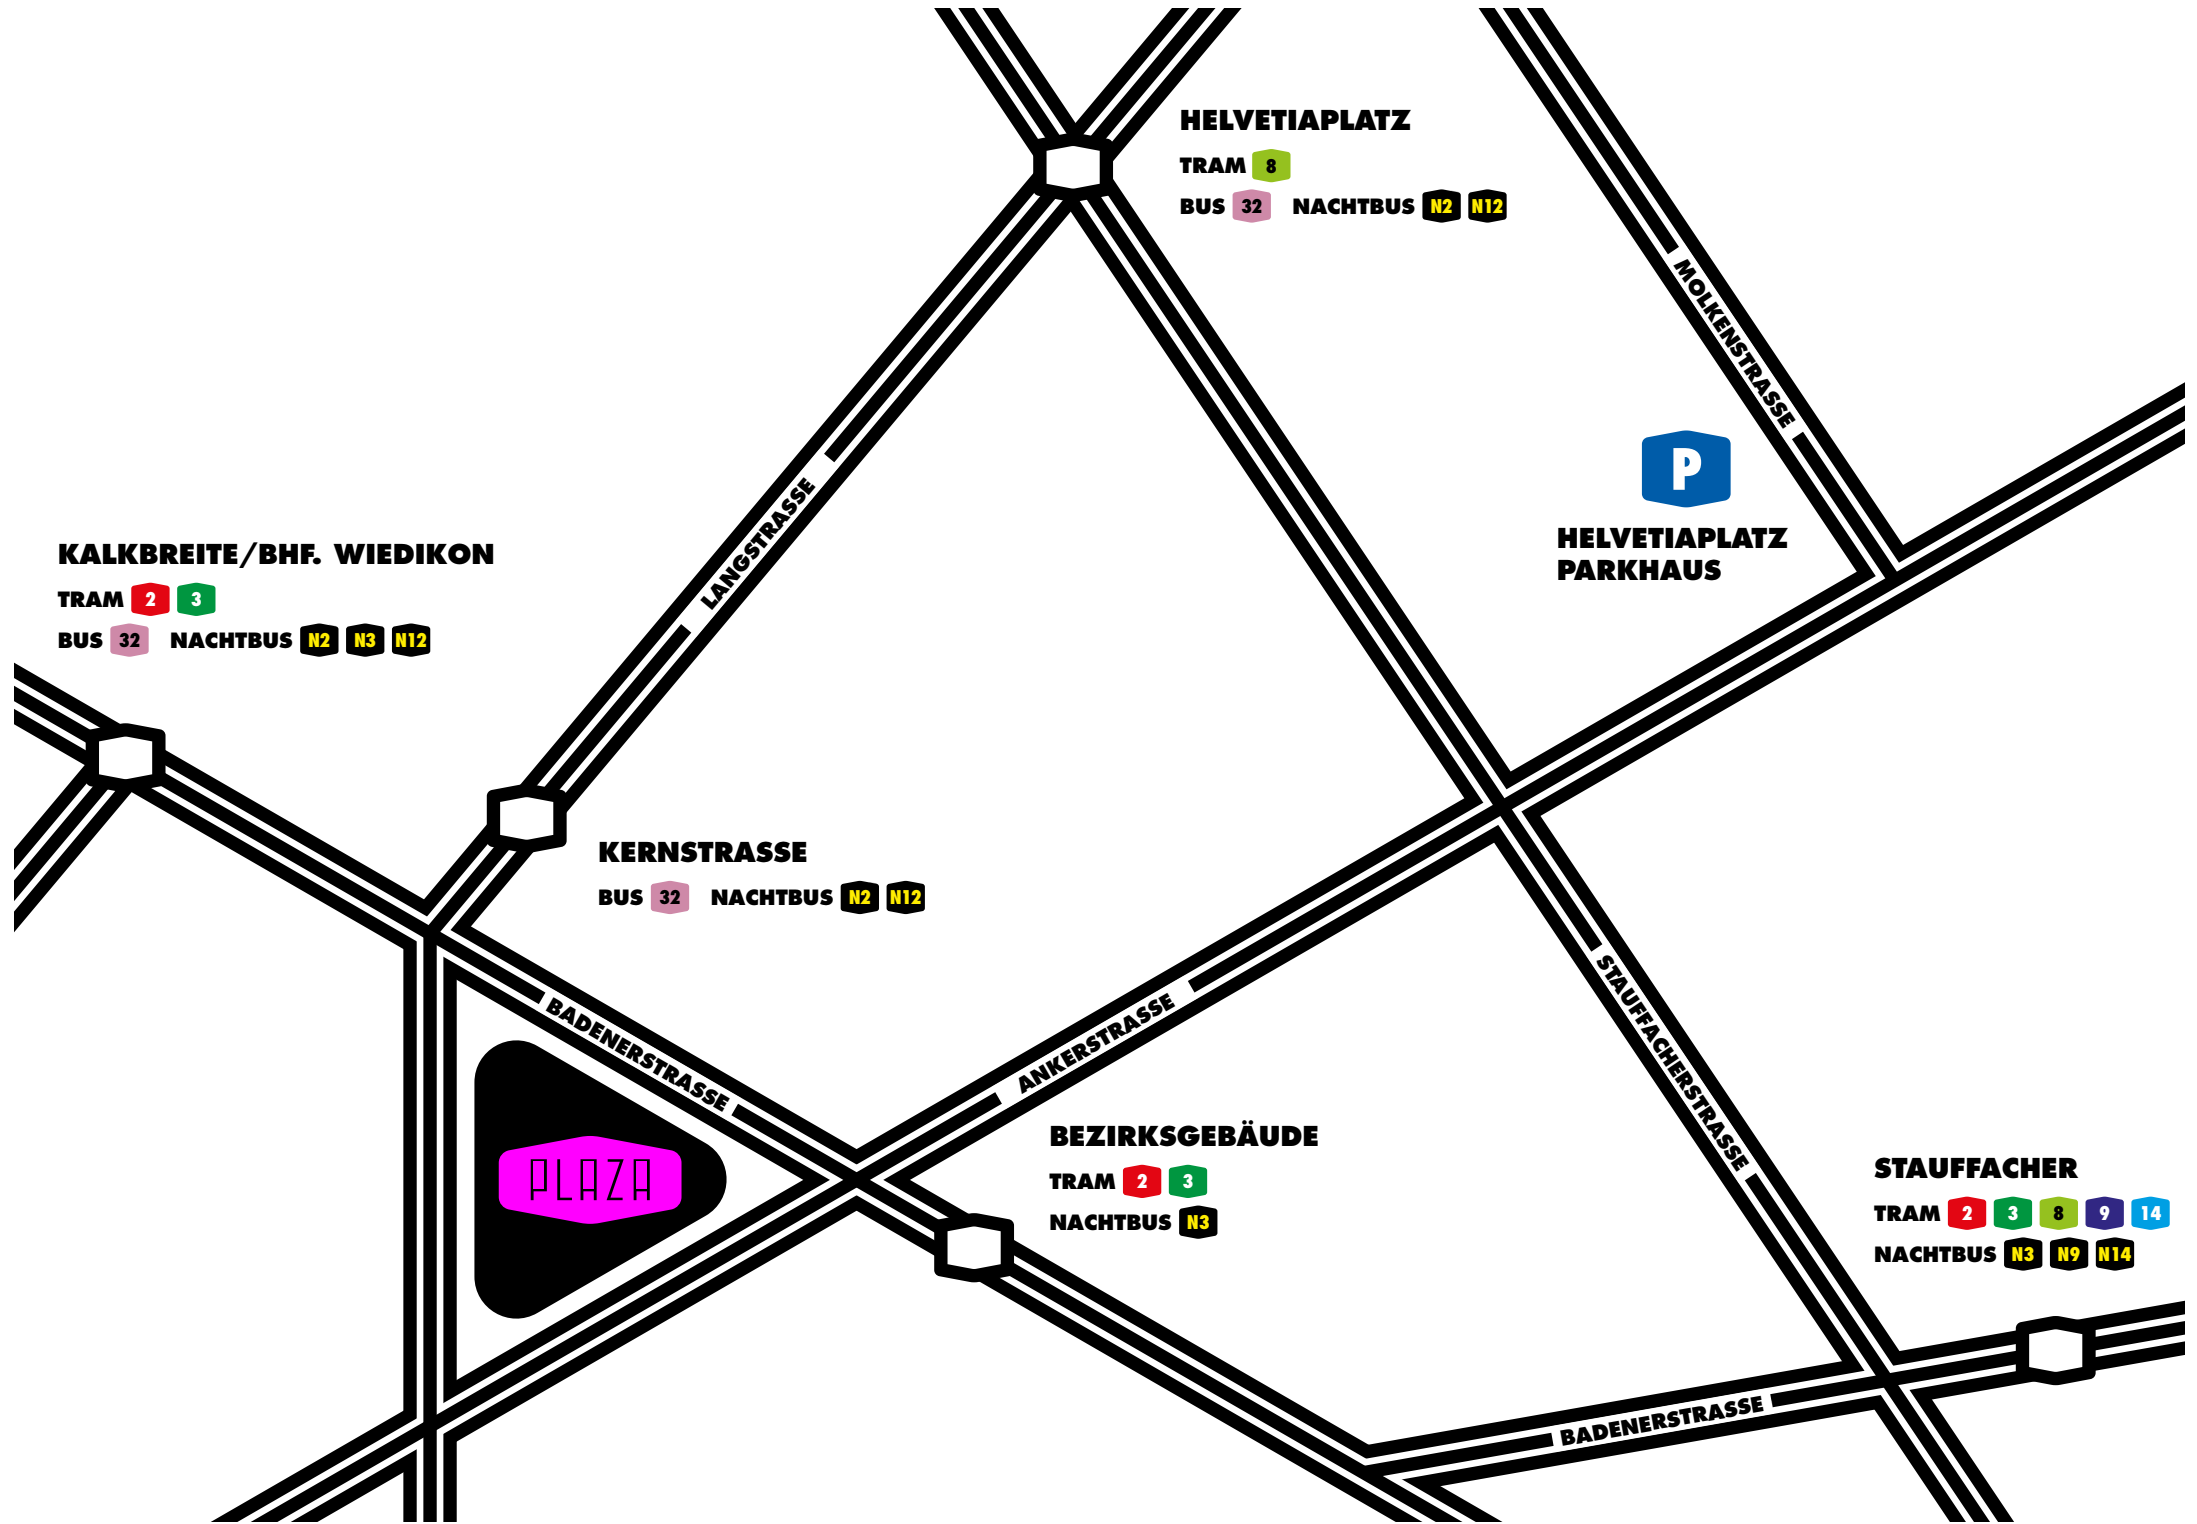 HELVETIAPLATZ
TRAM 8
BUS 32 NACHTBUS N2 N12
MOLKENSTRASSE
P
HELVETIAPLATZ
PARKHAUS
LANGSTRASSE
KALKBREITE/BHF. WIEDIKON
TRAM 2 3
BUS 32 NACHTBUS N2 N3 N12
KERNSTRASSE
BUS 32 NACHTBUS N2 N12
BADENERSTRASSE
ANKERSTRASSE
STAUFFACHERSTRASSE
PLAZA
BEZIRKSGEBÄUDE
TRAM 2 3
NACHTBUS N3
STAUFFACHER
TRAM 2 3 8 9 14
NACHTBUS N3 N9 N14
BADENERSTRASSE